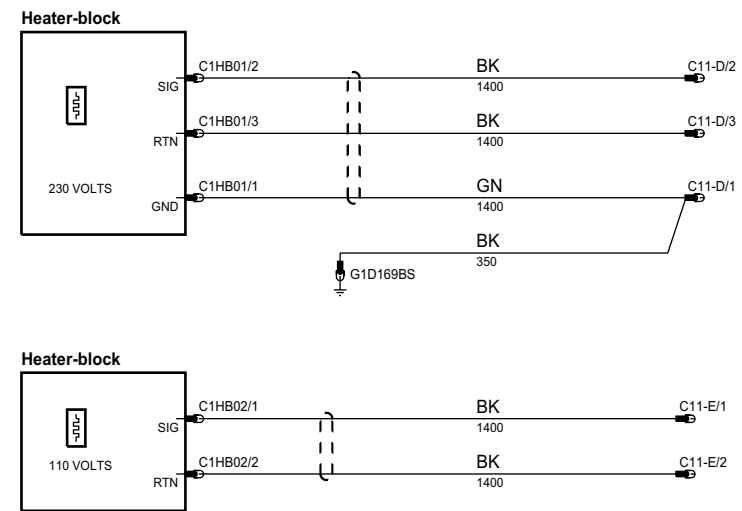 Heater-block
C1HB01/2 BK C11-D/2
SIG 1400
C1HB01/3 BK C11-D/3
RTN 1400
230 VOLTS C1HB01/1 GN C11-D/1
GND 1400
BK
350
G1D169BS
Heater-block
C1HB02/1 BK C11-E/1
SIG 1400
110 VOLTS C1HB02/2 BK C11-E/2
RTN 1400